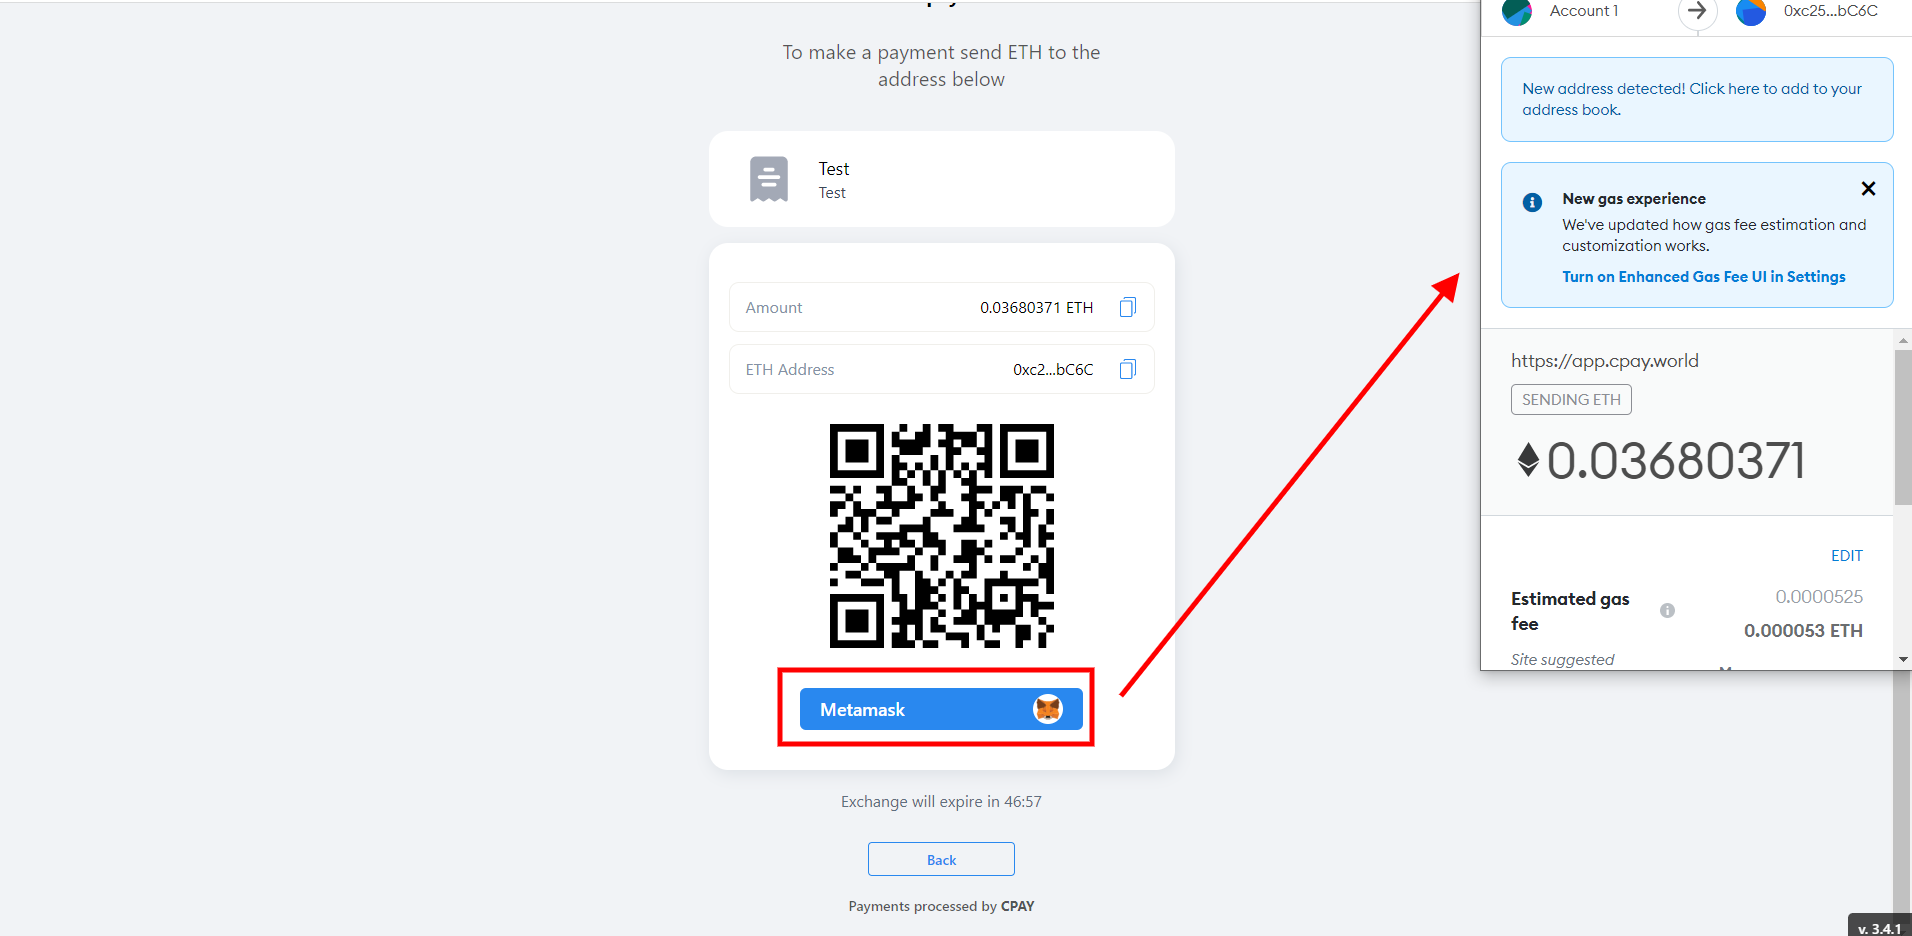 To make a payment send ETH to the
address below
Test
Test
Amount 0.03680371 ETH
ETH Address 0xc2...bC6C
Metamask
Exchange will expire in 46:57
Back
Payments processed by CPAY
Account 1 0xc25...bC6C
New address detected! Click here to add to your
address book.
New gas experience
We've updated how gas fee estimation and
customization works.
Turn on Enhanced Gas Fee UI in Settings
https://app.cpay.world
SENDING ETH
0.03680371
EDIT
Estimated gas
fee
0.0000525
0.000053 ETH
Site suggested
v. 3.4.1